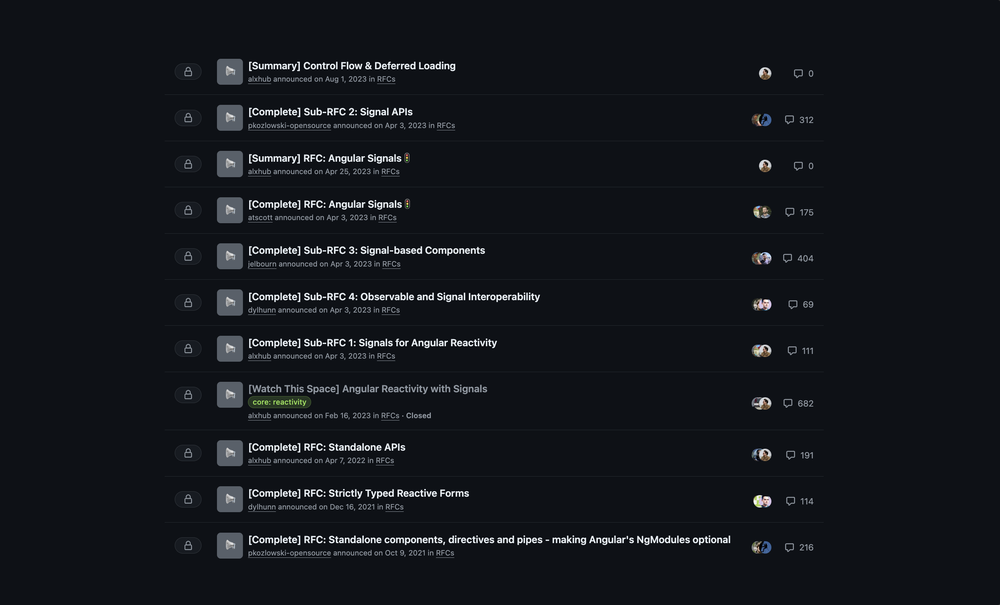 [Summary] Control Flow & Deferred Loading
alxhub announced on Aug 1, 2023 in RFCs
0
[Complete] Sub-RFC 2: Signal APIs
pkozlowski-opensource announced on Apr 3, 2023 in RFCs
312
[Summary] RFC: Angular Signals🚦
alxhub announced on Apr 25, 2023 in RFCs
0
[Complete] RFC: Angular Signals🚦
atscott announced on Apr 3, 2023 in RFCs
175
[Complete] Sub-RFC 3: Signal-based Components
jelbourn announced on Apr 3, 2023 in RFCs
404
[Complete] Sub-RFC 4: Observable and Signal Interoperability
dylhunn announced on Apr 3, 2023 in RFCs
69
[Complete] Sub-RFC 1: Signals for Angular Reactivity
alxhub announced on Apr 3, 2023 in RFCs
111
[Watch This Space] Angular Reactivity with Signals
core: reactivity
alxhub announced on Feb 16, 2023 in RFCs · Closed
682
[Complete] RFC: Standalone APIs
alxhub announced on Apr 7, 2022 in RFCs
191
[Complete] RFC: Strictly Typed Reactive Forms
dylhunn announced on Dec 16, 2021 in RFCs
114
[Complete] RFC: Standalone components, directives and pipes - making Angular's NgModules optional
pkozlowski-opensource announced on Oct 9, 2021 in RFCs
216